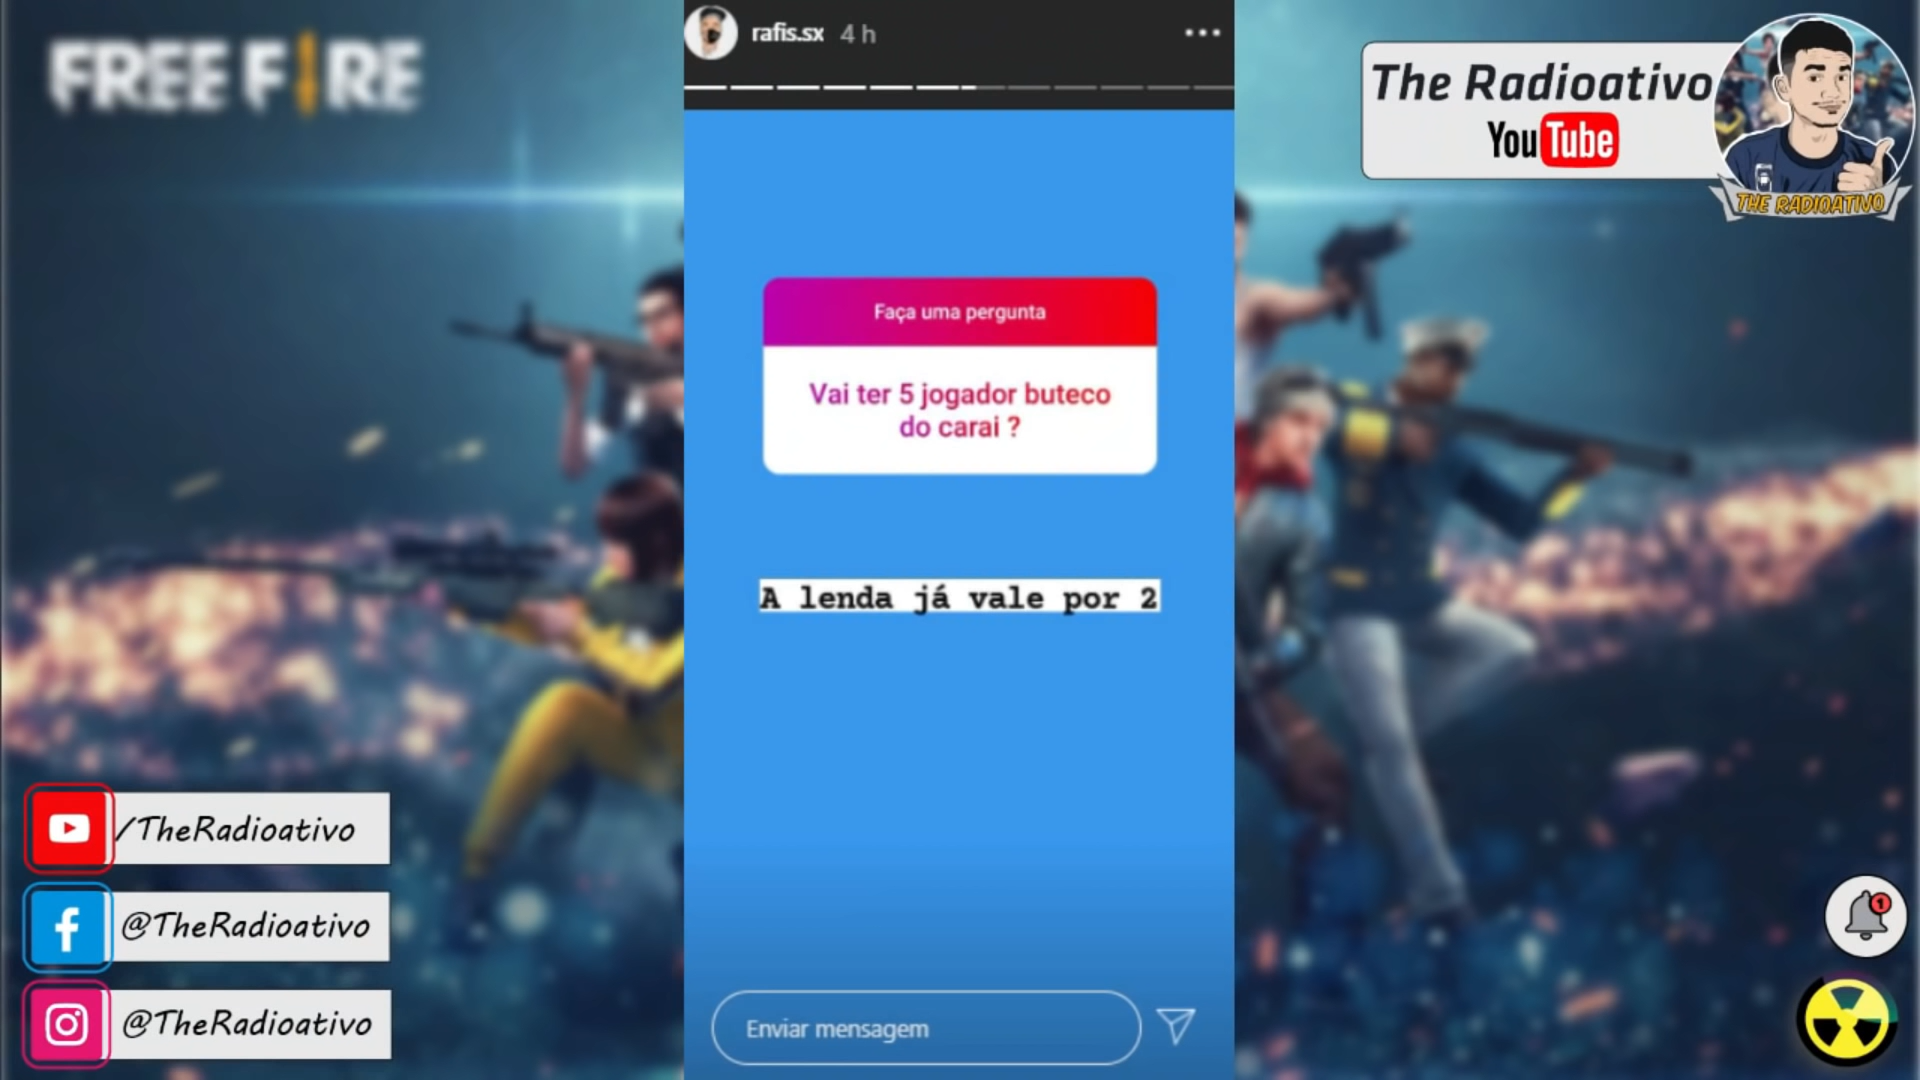 FREE FIRE
rafis.sx 4 h
The Radioativo
YouTube
THE RADIOATIVO
Faça uma pergunta
Vai ter 5 jogador buteco
do carai ?
A lenda já vale por 2
/TheRadioativo
@TheRadioativo
@TheRadioativo
1
Enviar mensagem